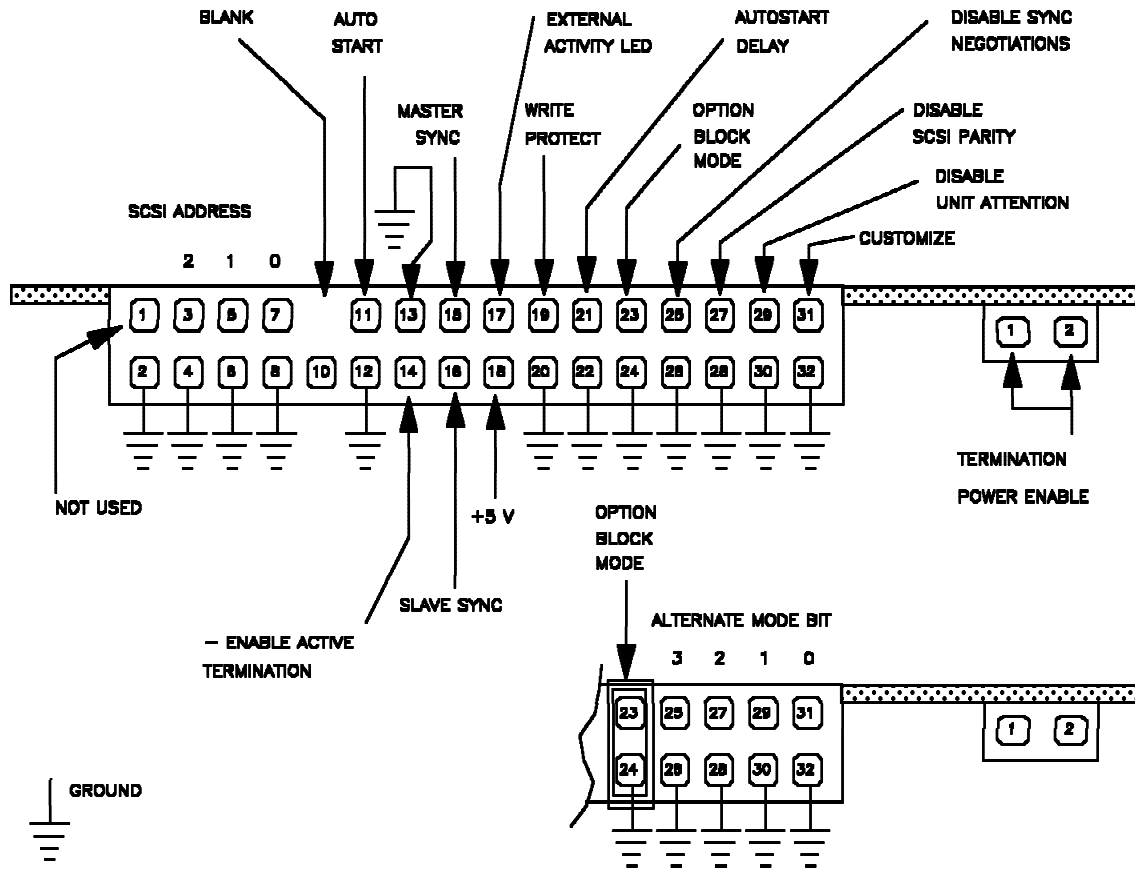 BLANK
AUTO
START
EXTERNAL
ACTIVITY LED
AUTOSTART
DELAY
DISABLE SYNC
NEGOTIATIONS
MASTER
SYNC
WRITE
PROTECT
OPTION
BLOCK
MODE
DISABLE
SCSI PARITY
DISABLE
UNIT ATTENTION
SCSI ADDRESS
CUSTOMIZE
2 1 0
1 3 5 7 11 13 15 17 19 21 23 25 27 29 31
1 2
2 4 6 8 10 12 14 16 18 20 22 24 26 28 30 32
NOT USED
+5 V
TERMINATION
POWER ENABLE
OPTION
BLOCK
MODE
SLAVE SYNC
– ENABLE ACTIVE
TERMINATION
ALTERNATE MODE BIT
3 2 1 0
23 25 27 29 31
1 2
24 26 28 30 32
GROUND